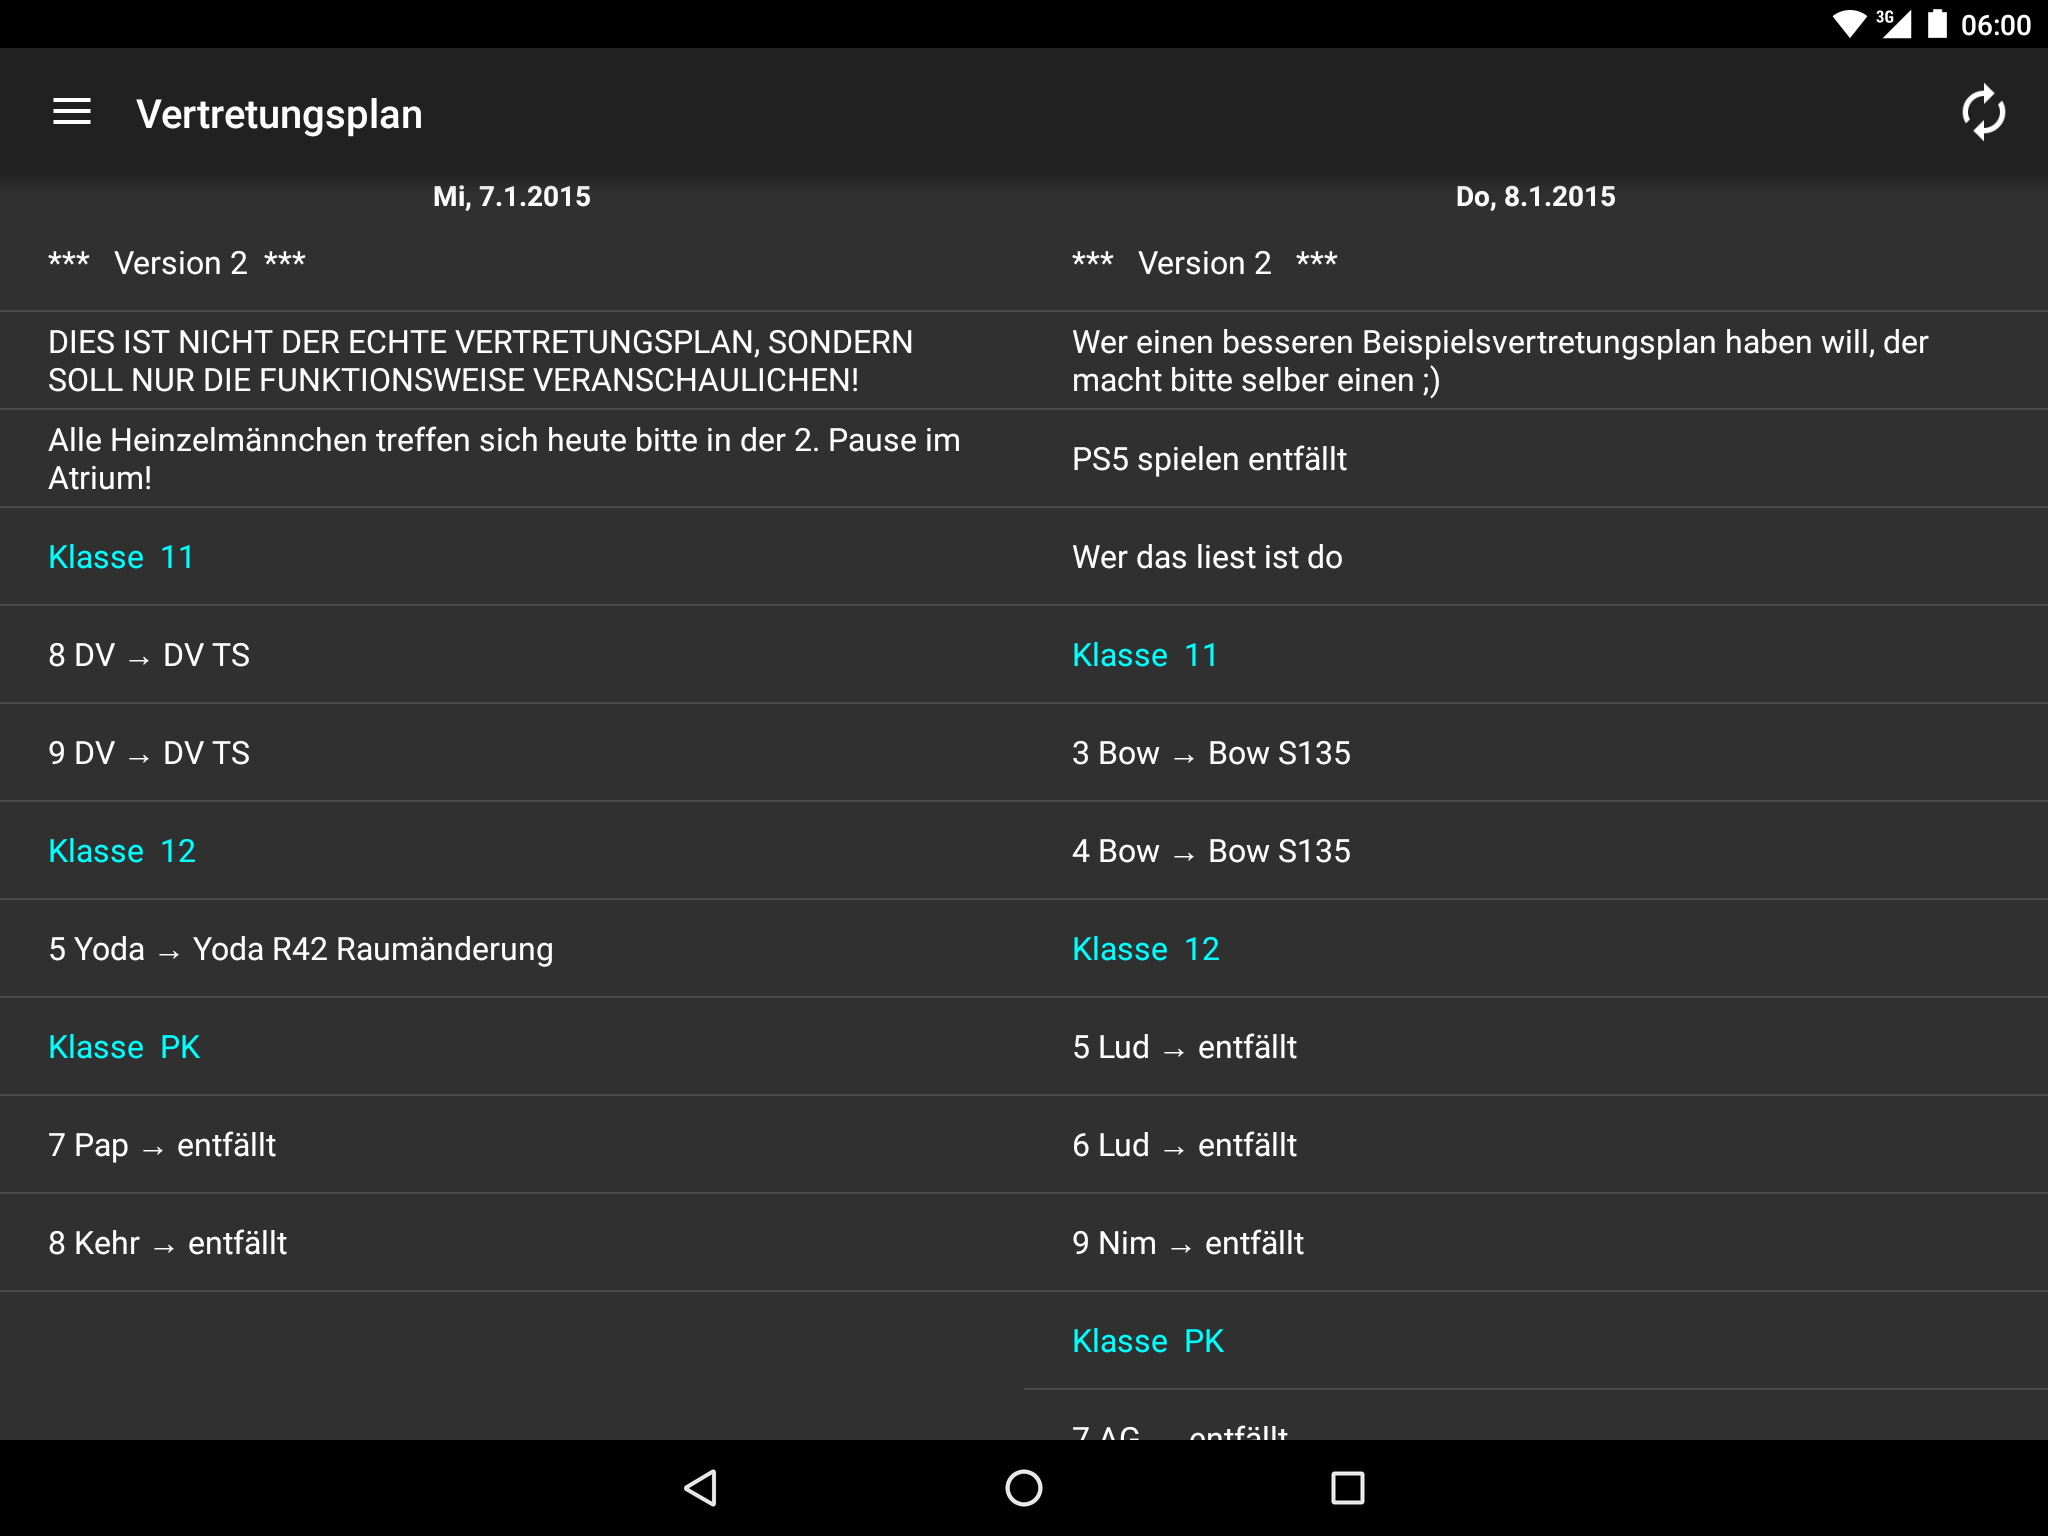 3G 06:00
Vertretungsplan
Mi, 7.1.2015
*** Version 2 ***
DIES IST NICHT DER ECHTE VERTRETUNGSPLAN, SONDERN
SOLL NUR DIE FUNKTIONSWEISE VERANSCHAULICHEN!
Alle Heinzelmännchen treffen sich heute bitte in der 2. Pause im
Atrium!
Klasse 11
8 DV → DV TS
9 DV → DV TS
Klasse 12
5 Yoda → Yoda R42 Raumänderung
Klasse PK
7 Pap → entfällt
8 Kehr → entfällt
Do, 8.1.2015
*** Version 2 ***
Wer einen besseren Beispielsvertretungsplan haben will, der
macht bitte selber einen ;)
PS5 spielen entfällt
Wer das liest ist do
Klasse 11
3 Bow → Bow S135
4 Bow → Bow S135
Klasse 12
5 Lud → entfällt
6 Lud → entfällt
9 Nim → entfällt
Klasse PK
7 AG entfällt